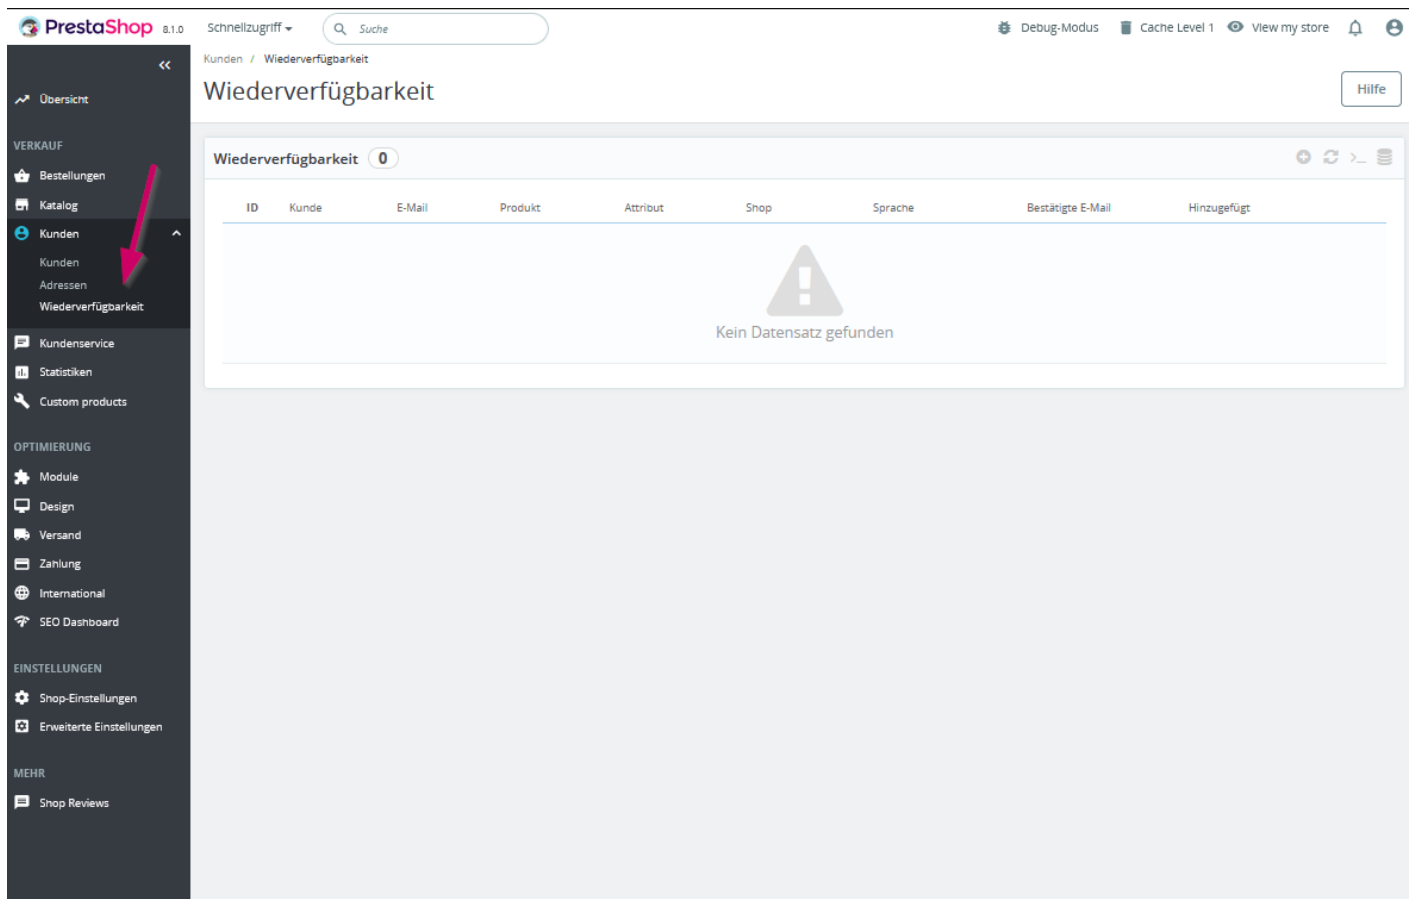 PrestaShop 8.1.0 Schnellzugriff Suche Debug-Modus Cache Level 1 View my store
Kunden / Wiederverfügbarkeit
Wiederverfügbarkeit
Hilfe
Übersicht
VERKAUF
Bestellungen
Katalog
Kunden
Kunden
Adressen
Wiederverfügbarkeit
Kundenservice
Statistiken
Custom products
OPTIMIERUNG
Module
Design
Versand
Zahlung
International
SEO Dashboard
EINSTELLUNGEN
Shop-Einstellungen
Erweiterte Einstellungen
MEHR
Shop Reviews
Wiederverfügbarkeit 0
ID Kunde E-Mail Produkt Attribut Shop Sprache Bestätigte E-Mail Hinzugefügt
Kein Datensatz gefunden